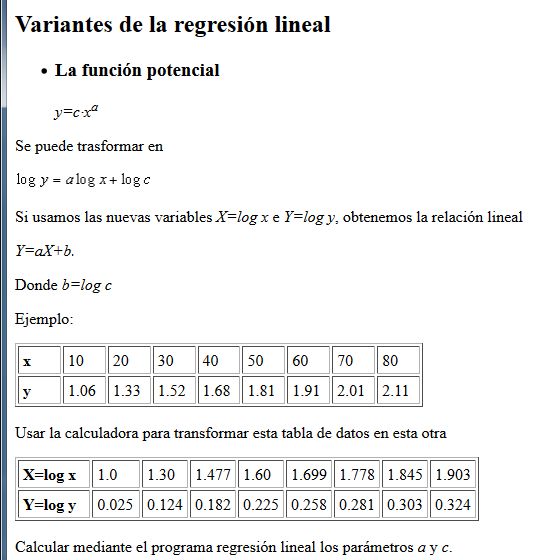 Variantes de la regresión lineal
• La función potencial
y=c·xᵃ
Se puede trasformar en
log y = a log x + log c
Si usamos las nuevas variables X=log x e Y=log y, obtenemos la relación lineal
Y=aX+b.
Donde b=log c
Ejemplo:
x 10 20 30 40 50 60 70 80
y 1.06 1.33 1.52 1.68 1.81 1.91 2.01 2.11
Usar la calculadora para transformar esta tabla de datos en esta otra
X=log x 1.0 1.30 1.477 1.60 1.699 1.778 1.845 1.903
Y=log y 0.025 0.124 0.182 0.225 0.258 0.281 0.303 0.324
Calcular mediante el programa regresión lineal los parámetros a y c.